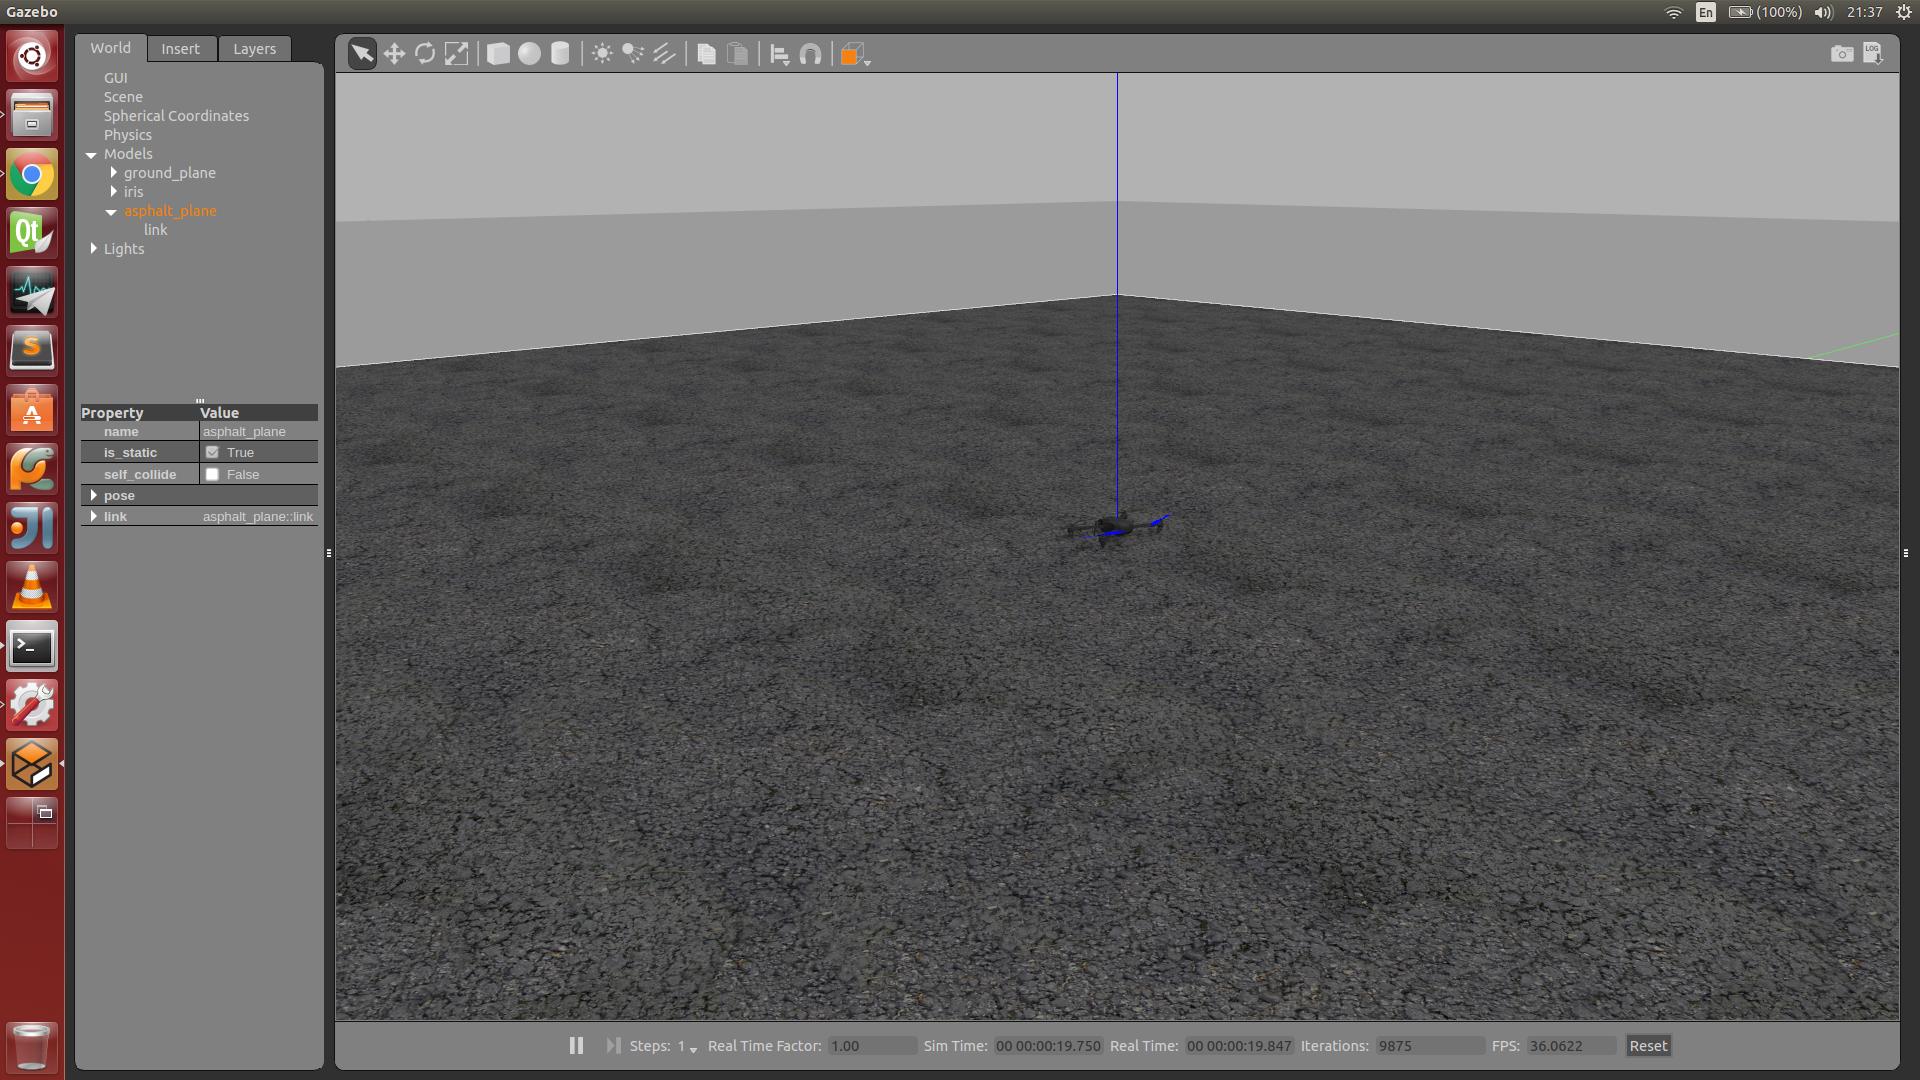 Gazebo
En (100%) 21:37
World Insert Layers
LOG
GUI
Scene
Spherical Coordinates
Physics
Models
ground_plane
iris
asphalt_plane
link
Lights
Qt
S
A
JI
>_
Property Value
name asphalt_plane
is_static True
self_collide False
pose
link asphalt_plane::link
Steps: 1 Real Time Factor: 1.00 Sim Time: 00 00:00:19.750 Real Time: 00 00:00:19.847 Iterations: 9875 FPS: 36.0622 Reset